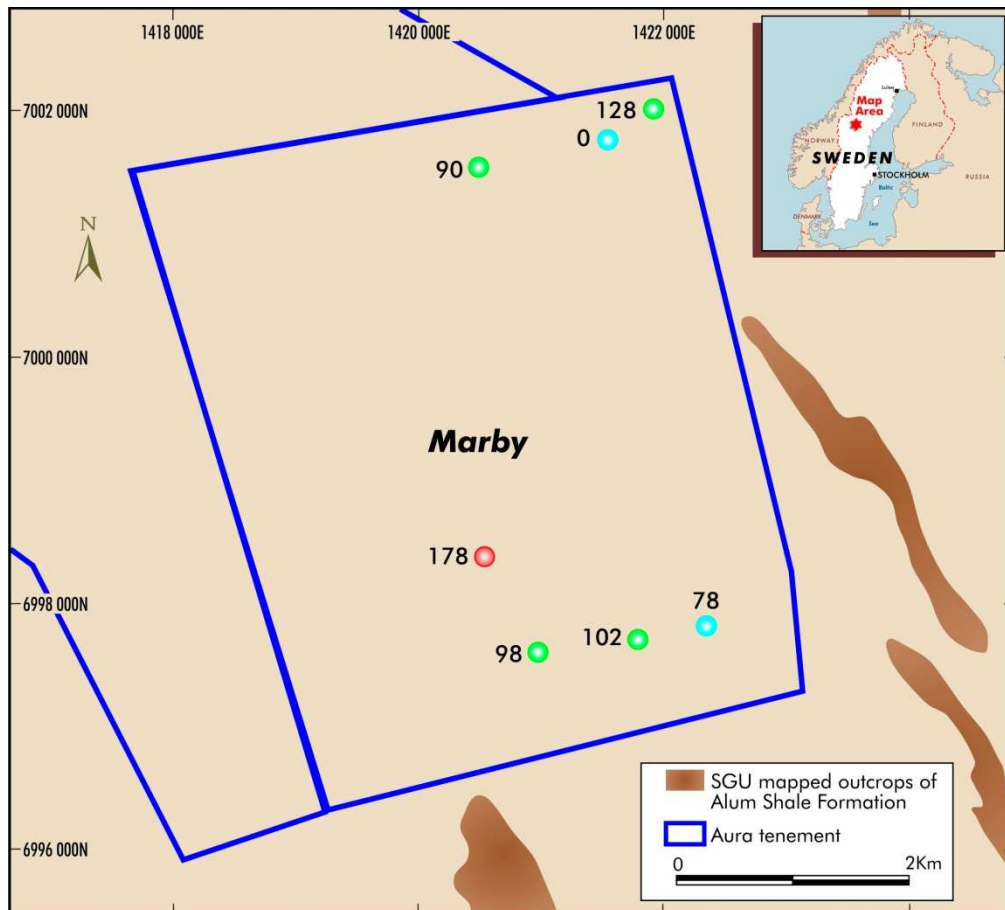 1418 000E
1420 000E
1422 000E
7002 000N
7000 000N
6998 000N
6996 000N
N
128
0
90
Marby
178
78
102
98
Luleå
Map
Area
NORWAY
FINLAND
SWEDEN
STOCKHOLM
RUSSIA
Baltic
Sea
DENMARK
SGU mapped outcrops of
Alum Shale Formation
Aura tenement
0
2Km